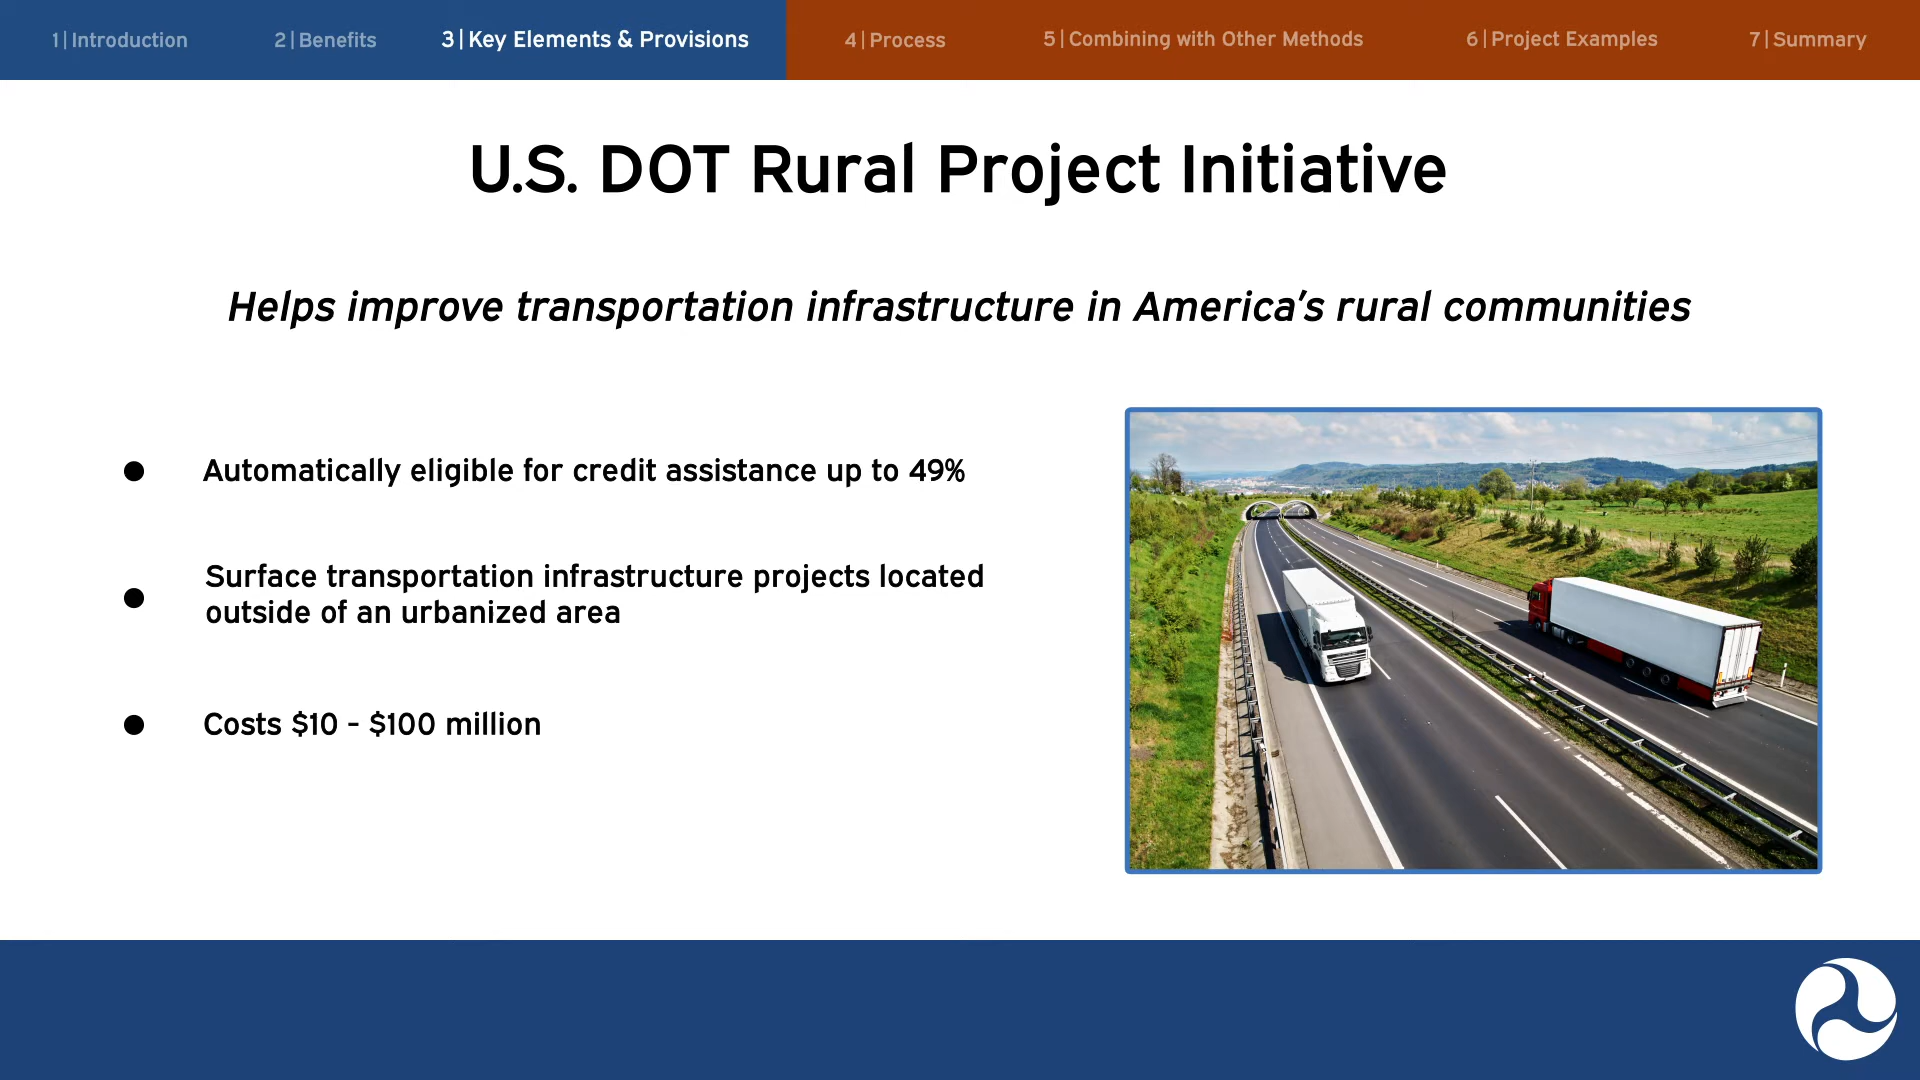 1|Introduction
2|Benefits
3|Key Elements & Provisions
4|Process
5|Combining with Other Methods
6|Project Examples
7|Summary
U.S. DOT Rural Project Initiative
Helps improve transportation infrastructure in America's rural communities
● Automatically eligible for credit assistance up to 49%
● Surface transportation infrastructure projects located
outside of an urbanized area
● Costs $10 - $100 million